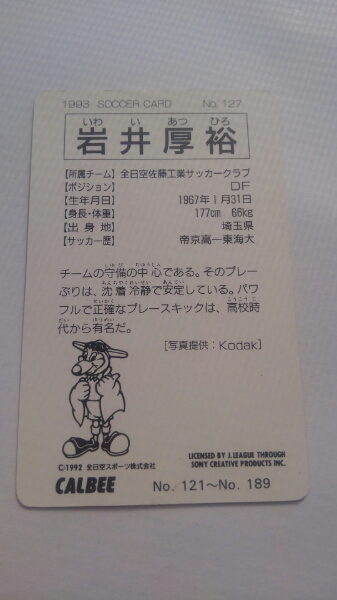 1993 SOCCER CARD No. 127
いわ い あつ ひろ
岩井厚裕
【所属チーム】全日空佐藤工業サッカークラブ
【ポジション】 DF
【生年月日】 1967年1月31日
【身長・体重】 177cm 66kg
【出身地】 埼玉県
【サッカー歴】 帝京高―東海大
チームの守備の中心である。そのプレー
ぶりは、沈着冷静で安定している。パワ
フルで正確なプレースキックは、高校時
代から有名だ。
[写真提供:Kodak]
C)1992 全日空スポーツ株式会社
LICENSED BY J.LEAGUE THROUGH
SONY CREATIVE PRODUCTS INC.
CALBEE No. 121〜No. 189